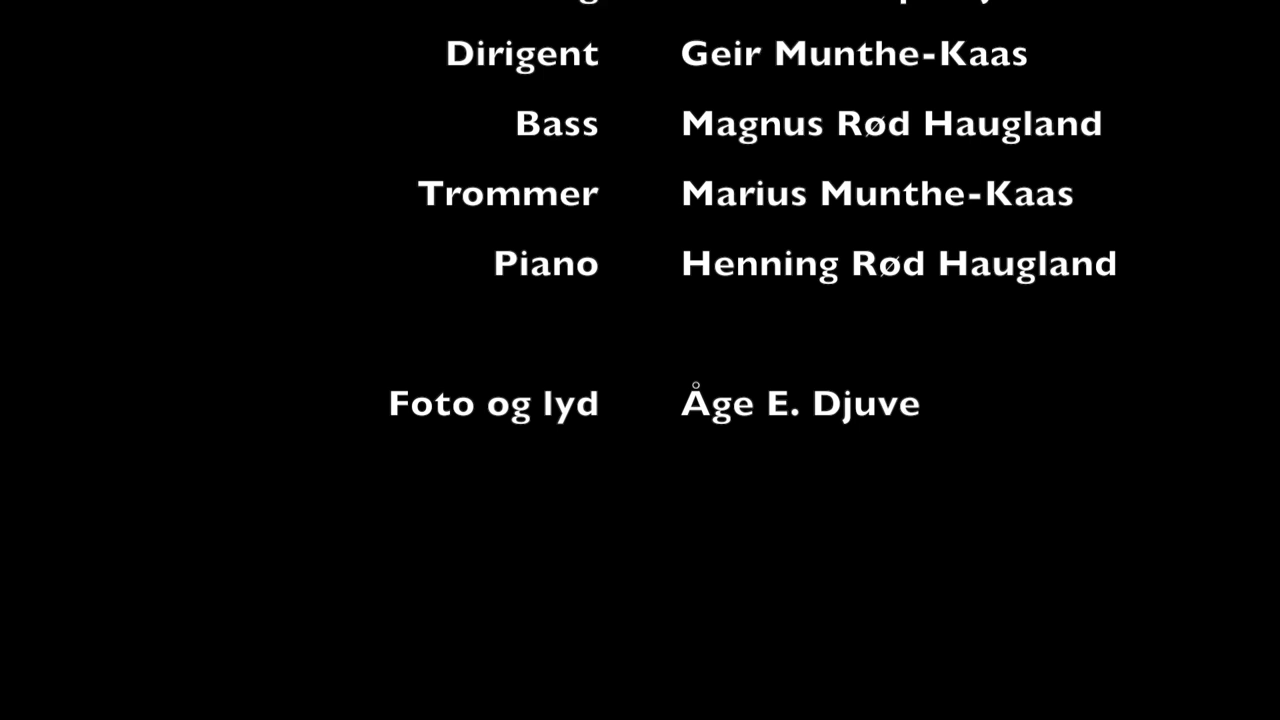 Dirigent Geir Munthe-Kaas
Bass Magnus Rød Haugland
Trommer Marius Munthe-Kaas
Piano Henning Rød Haugland
Foto og lyd Åge E. Djuve